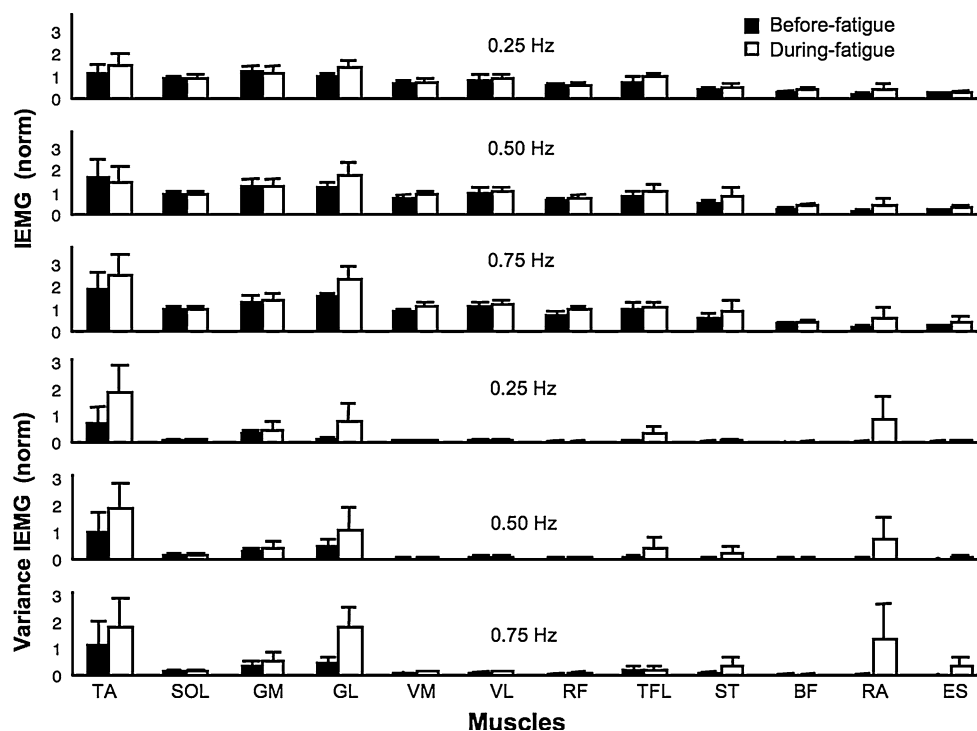 Before-fatigue
During-fatigue
IEMG (norm)
3
2
1
0
0.25 Hz
3
2
1
0
0.50 Hz
3
2
1
0
0.75 Hz
Variance IEMG (norm)
3
2
1
0
0.25 Hz
3
2
1
0
0.50 Hz
3
2
1
0
0.75 Hz
TA SOL GM GL VM VL RF TFL ST BF RA ES
Muscles